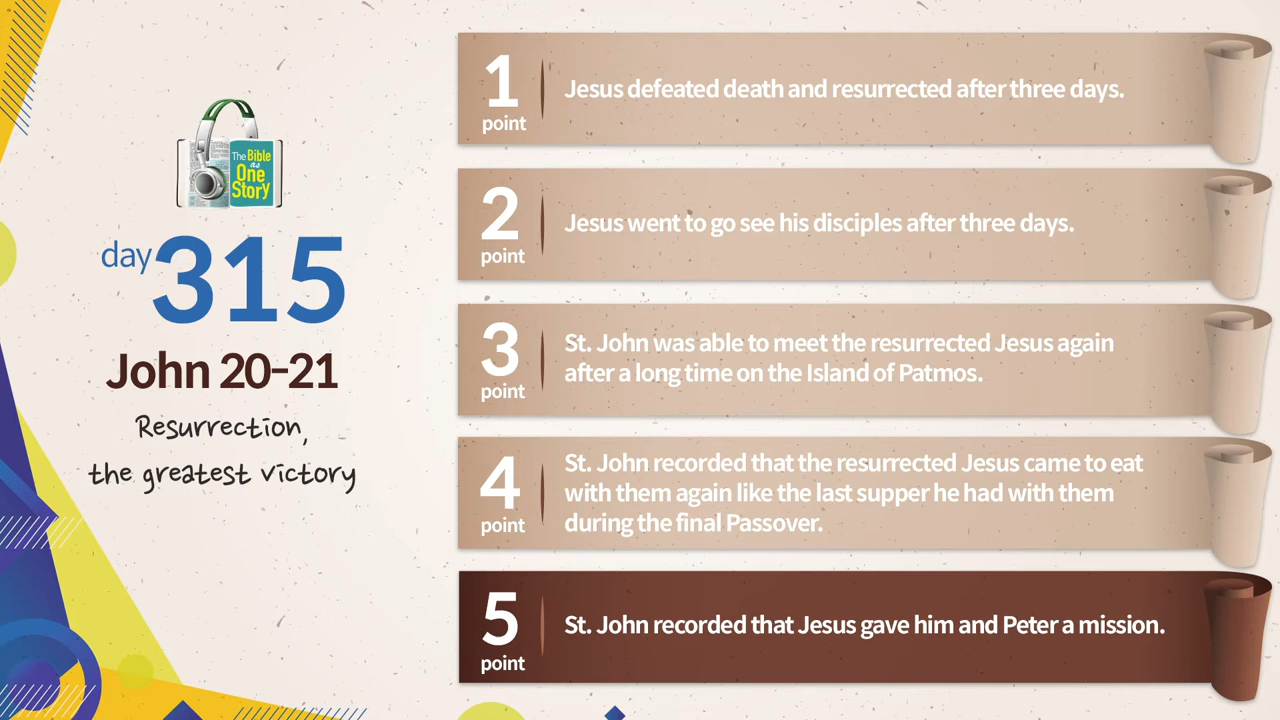 The Bible
as
One
Story
day 315
John 20-21
Resurrection,
the greatest victory
1
point
Jesus defeated death and resurrected after three days.
2
point
Jesus went to go see his disciples after three days.
3
point
St. John was able to meet the resurrected Jesus again
after a long time on the Island of Patmos.
4
point
St. John recorded that the resurrected Jesus came to eat
with them again like the last supper he had with them
during the final Passover.
5
point
St. John recorded that Jesus gave him and Peter a mission.